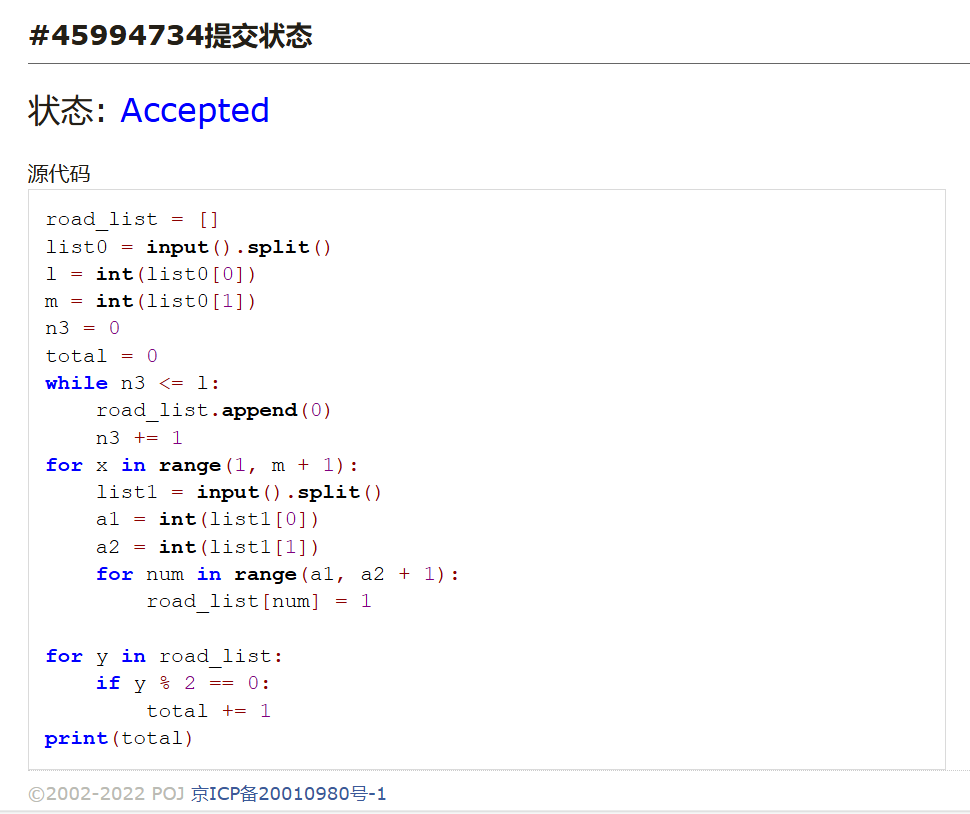 #45994734提交状态
状态: Accepted
源代码
road_list = []
list0 = input().split()
l = int(list0[0])
m = int(list0[1])
n3 = 0
total = 0
while n3 <= l:
    road_list.append(0)
    n3 += 1
for x in range(1, m + 1):
    list1 = input().split()
    a1 = int(list1[0])
    a2 = int(list1[1])
    for num in range(a1, a2 + 1):
        road_list[num] = 1

for y in road_list:
    if y % 2 == 0:
        total += 1
print(total)
©2002-2022 POJ 京ICP备20010980号-1